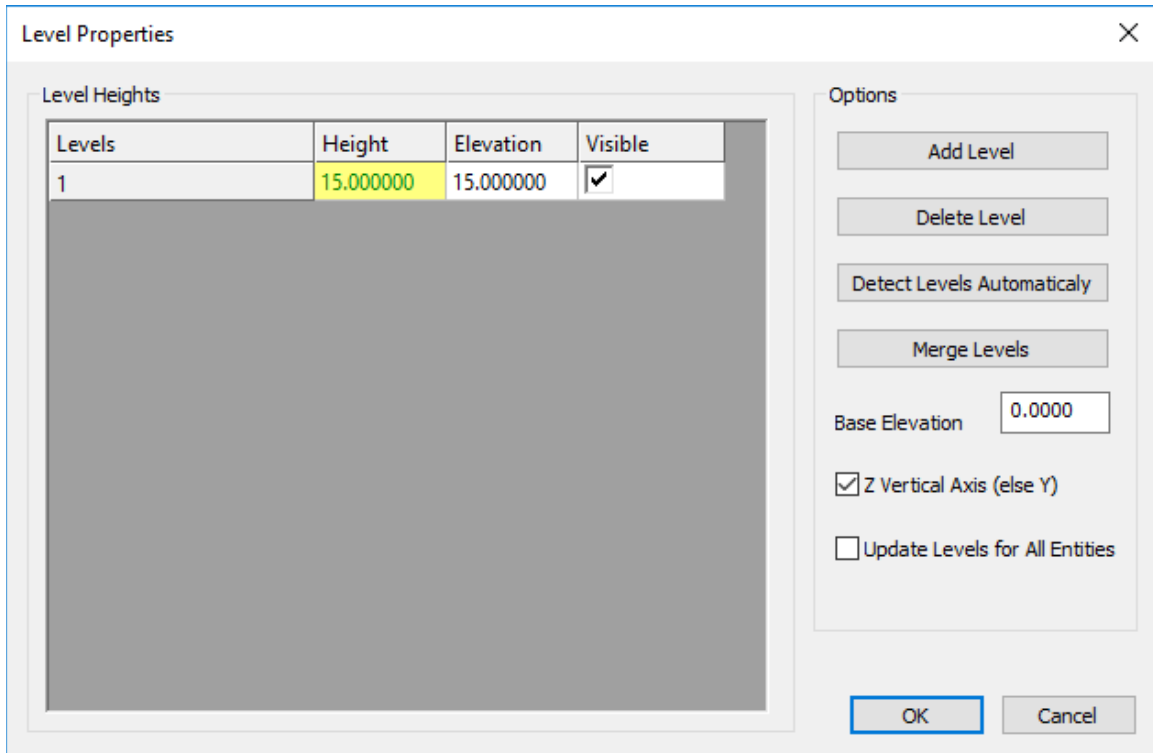 Level Properties
Level Heights
Levels Height Elevation Visible
1 15.000000 15.000000
Options
Add Level
Delete Level
Detect Levels Automaticaly
Merge Levels
Base Elevation 0.0000
Z Vertical Axis (else Y)
Update Levels for All Entities
OK Cancel